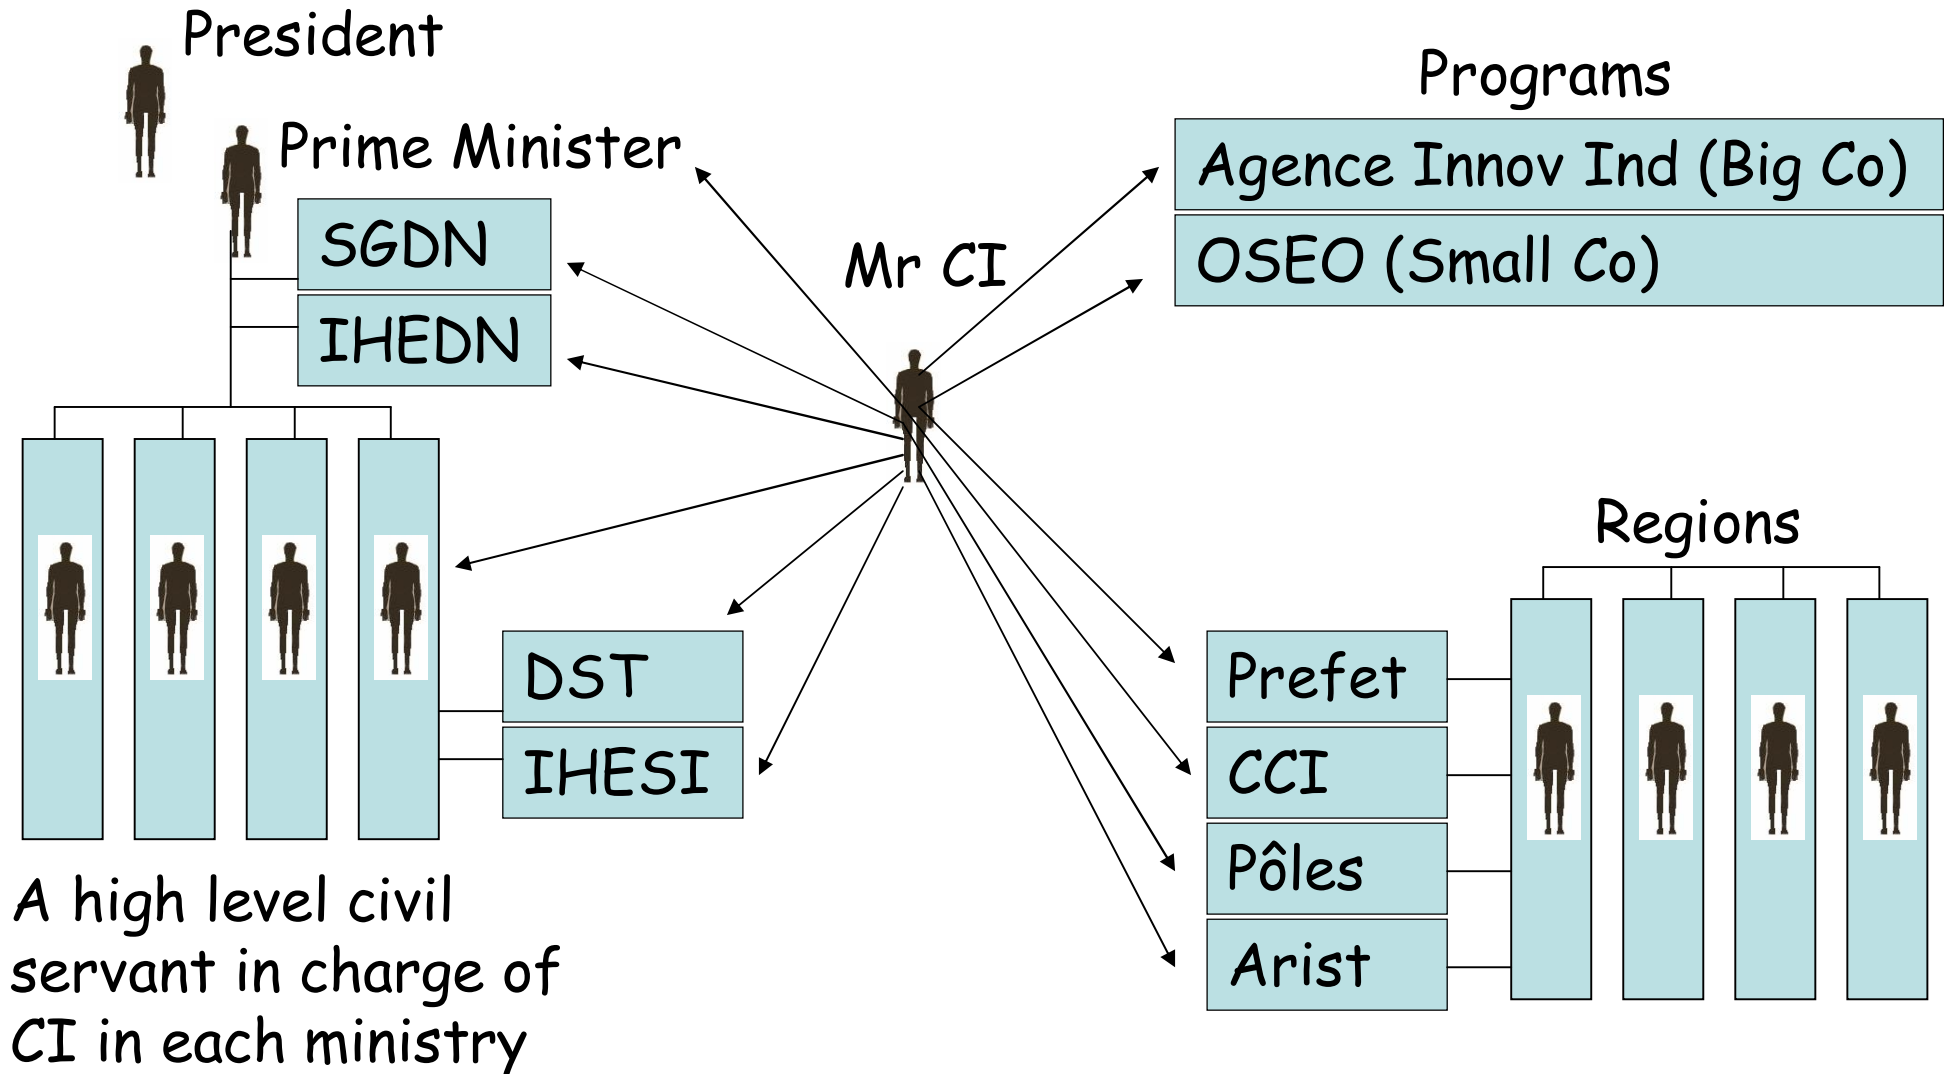 President
Prime Minister
SGDN
IHEDN
Mr CI
Programs
Agence Innov Ind (Big Co)
OSEO (Small Co)
DST
IHESI
A high level civil
servant in charge of
CI in each ministry
Regions
Prefet
CCI
Pôles
Arist